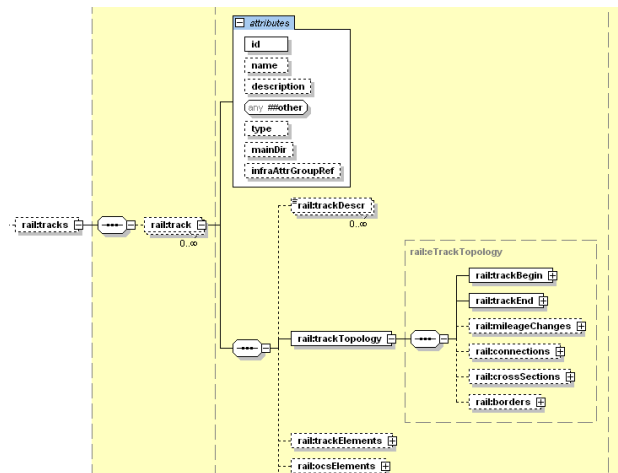 attributes
id
name
description
any ##other
type
mainDir
infraAttrGroupRef
rail:tracks
rail:track
0..∞
rail:trackDescr
0..∞
rail:eTrackTopology
rail:trackBegin
rail:trackEnd
rail:trackTopology
rail:mileageChanges
rail:connections
rail:crossSections
rail:borders
rail:trackElements
rail:ocsElements